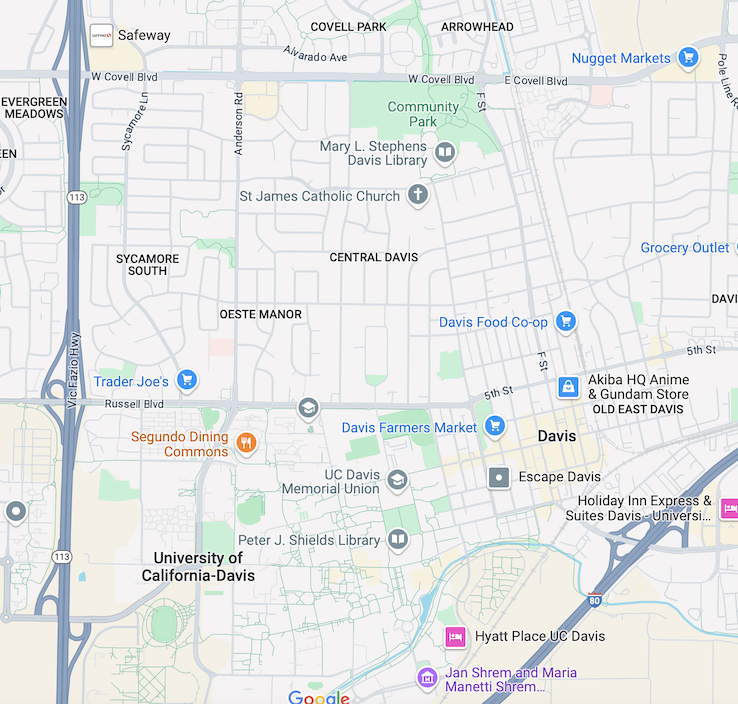 COVELL PARK
ARROWHEAD
Safeway
Alvarado Ave
Nugget Markets
W Covell Blvd
W Covell Blvd
E Covell Blvd
Pole Line R
EVERGREEN
MEADOWS
Sycamore Ln
Anderson Rd
F St
Community
Park
Mary L. Stephens
Davis Library
EEN
113
St James Catholic Church
Grocery Outlet
SYCAMORE
SOUTH
CENTRAL DAVIS
DAVI
OESTE MANOR
Davis Food Co-op
Vic Fazio Hwy
F St
5th St
Trader Joe's
Akiba HQ Anime
& Gundam Store
5th St
Russell Blvd
OLD EAST DAVIS
Davis Farmers Market
Davis
Segundo Dining
Commons
UC Davis
Memorial Union
Escape Davis
Holiday Inn Express &
Suites Davis - Universi...
Peter J. Shields Library
113
University of
California-Davis
80
Hyatt Place UC Davis
Jan Shrem and Maria
Manetti Shrem...
Google